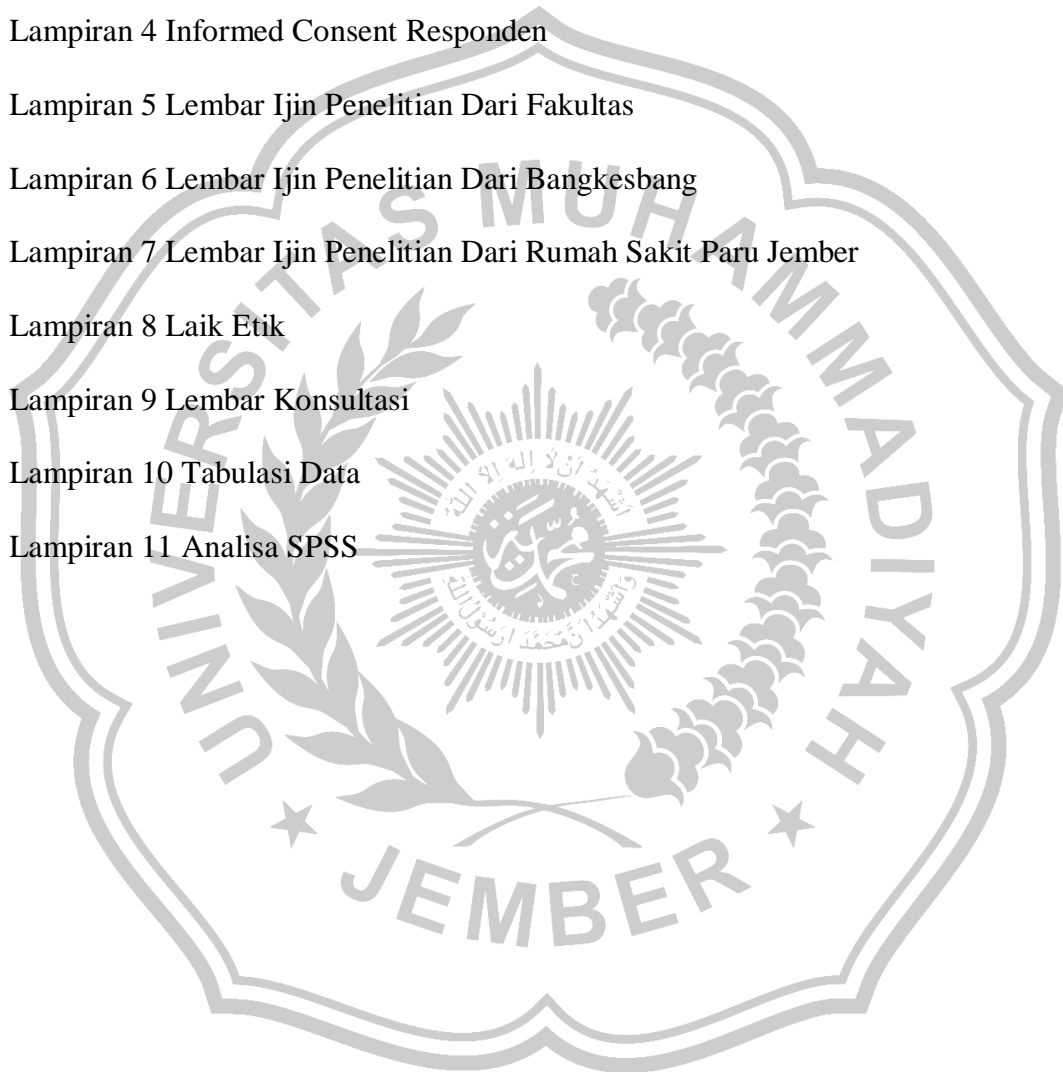 Lampiran 4 Informed Consent Responden
Lampiran 5 Lembar Ijin Penelitian Dari Fakultas
Lampiran 6 Lembar Ijin Penelitian Dari Bangkesbang
Lampiran 7 Lembar Ijin Penelitian Dari Rumah Sakit Paru Jember
Lampiran 8 Laik Etik
Lampiran 9 Lembar Konsultasi
Lampiran 10 Tabulasi Data
Lampiran 11 Analisa SPSS
UNIVERSITAS MUHAMMADIYAH
JEMBER